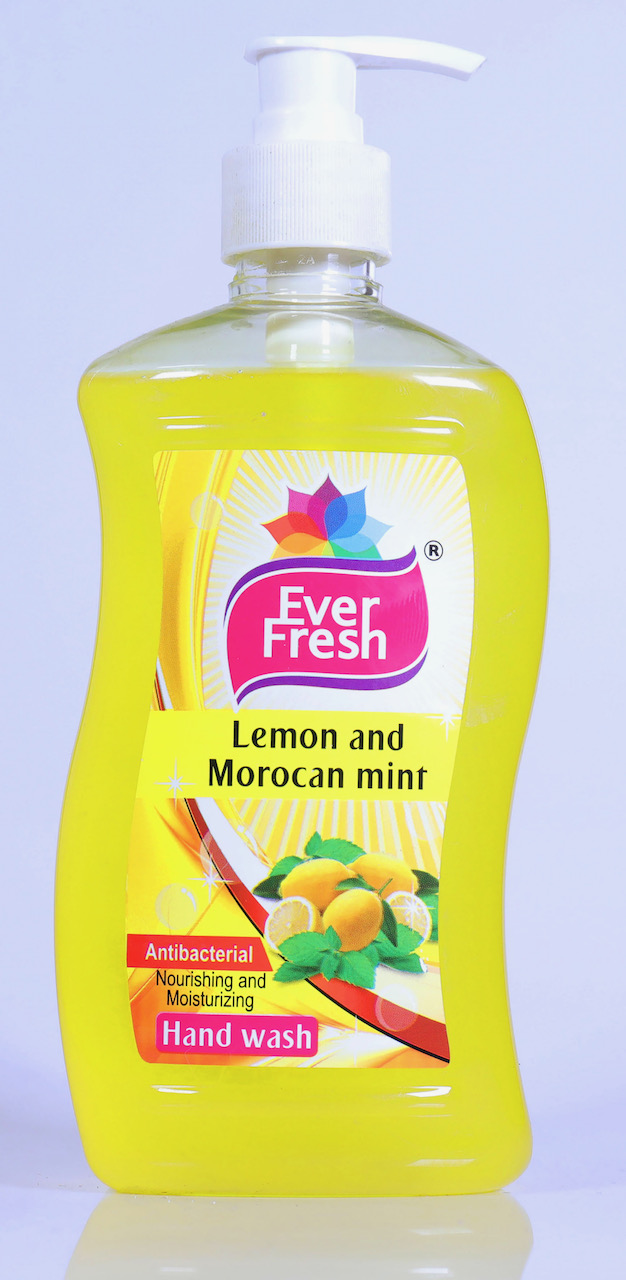 ®
Ever
Fresh
Lemon and
Morocan mint
Antibacterial
Nourishing and
Moisturizing
Hand wash